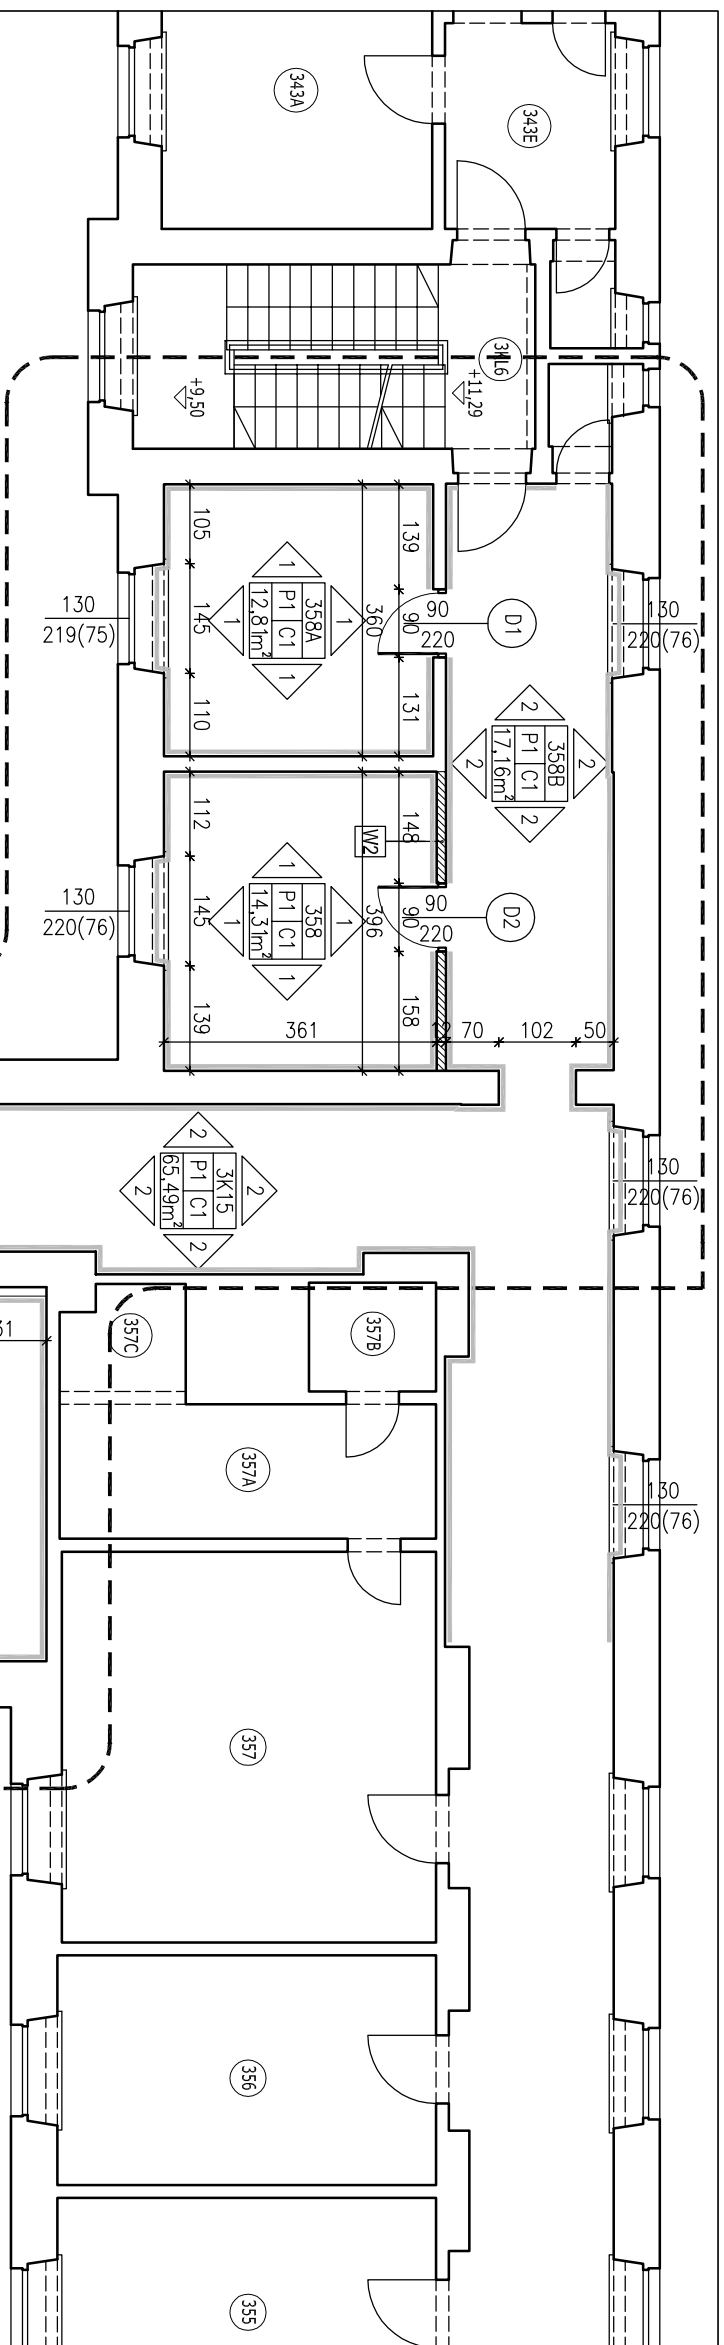 343A
343E
3KL6
+9,50
+11,29
105
139
130
219(75)
145
358A
P1
C1
12,81m²
1
1
1
1
360
90
90
220
D1
130
220(76)
110
131
358B
P1
C1
17,16m²
2
2
2
2
112
148
W2
130
220(76)
145
358
P1
C1
14,31m²
1
1
1
1
396
90
90
220
D2
139
158
361
70
102
50
3K15
P1
C1
65,49m²
2
2
2
2
130
220(76)
357C
357B
357A
130
220(76)
357
356
355